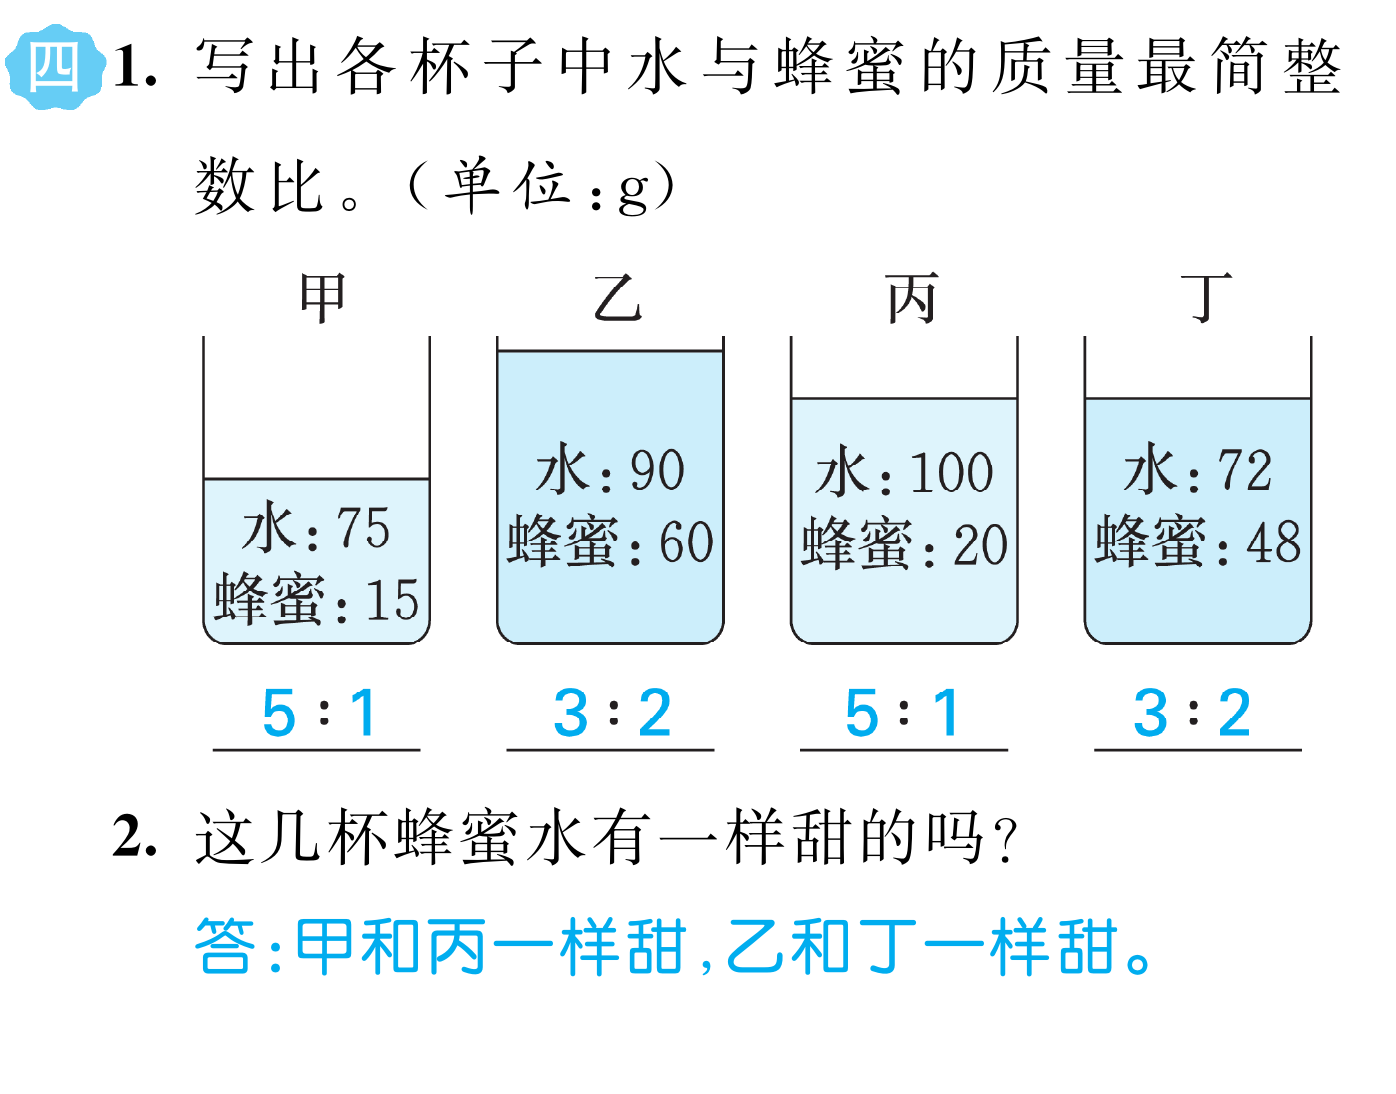 四 1. 写出各杯子中水与蜂蜜的质量最简整
数比。(单位:g)
甲 乙 丙 丁
水:75 水:90 水:100 水:72
蜂蜜:15 蜂蜜:60 蜂蜜:20 蜂蜜:48
5:1 3:2 5:1 3:2
2. 这几杯蜂蜜水有一样甜的吗?
答:甲和丙一样甜,乙和丁一样甜。